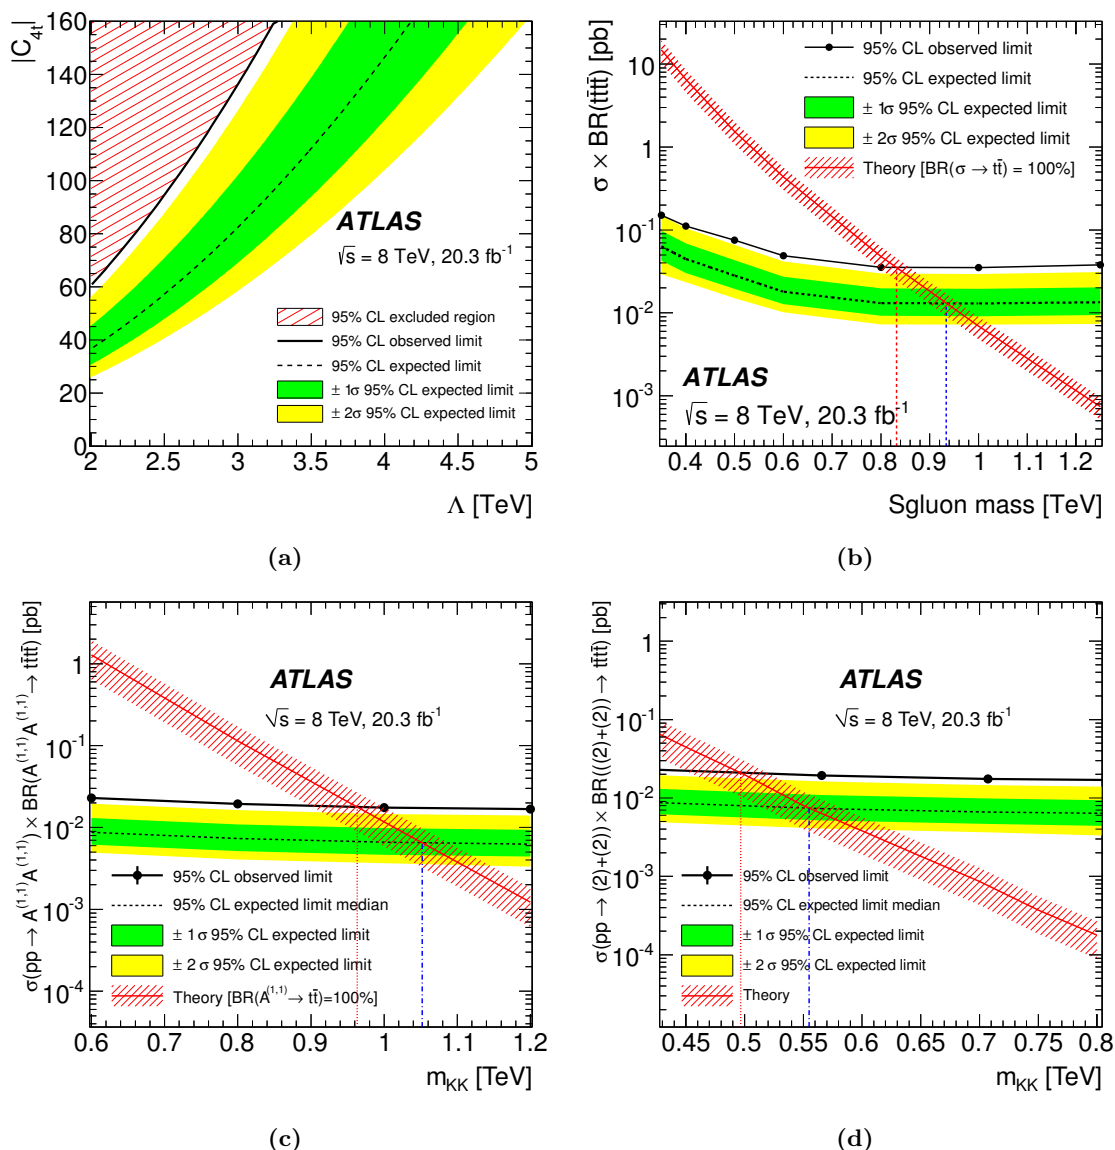 |C₄ₜ|
160
140
120
100
80
60
40
20
0
ATLAS
√s = 8 TeV, 20.3 fb⁻¹
95% CL excluded region
95% CL observed limit
95% CL expected limit
± 1σ 95% CL expected limit
± 2σ 95% CL expected limit
2 2.5 3 3.5 4 4.5 5
Λ [TeV]
(a)
σ × BR(tt̄tt̄) [pb]
10
1
10⁻¹
10⁻²
10⁻³
95% CL observed limit
95% CL expected limit
± 1σ 95% CL expected limit
± 2σ 95% CL expected limit
Theory [BR(σ → tt̄) = 100%]
ATLAS
√s = 8 TeV, 20.3 fb⁻¹
0.4 0.5 0.6 0.7 0.8 0.9 1 1.1 1.2
Sgluon mass [TeV]
(b)
σ(pp → A⁽¹,¹⁾A⁽¹,¹⁾) × BR(A⁽¹,¹⁾A⁽¹,¹⁾ → tt̄tt̄) [pb]
1
10⁻¹
10⁻²
10⁻³
10⁻⁴
ATLAS
√s = 8 TeV, 20.3 fb⁻¹
95% CL observed limit
95% CL expected limit median
± 1 σ 95% CL expected limit
± 2 σ 95% CL expected limit
Theory [BR(A⁽¹,¹⁾ → tt̄)=100%]
0.6 0.7 0.8 0.9 1 1.1 1.2
m_KK [TeV]
(c)
σ(pp → (2)+(2)) × BR((2)+(2)) → tt̄tt̄) [pb]
1
10⁻¹
10⁻²
10⁻³
10⁻⁴
ATLAS
√s = 8 TeV, 20.3 fb⁻¹
95% CL observed limit
95% CL expected limit median
± 1σ 95% CL expected limit
± 2 σ 95% CL expected limit
Theory
0.45 0.5 0.55 0.6 0.65 0.7 0.75 0.8
m_KK [TeV]
(d)